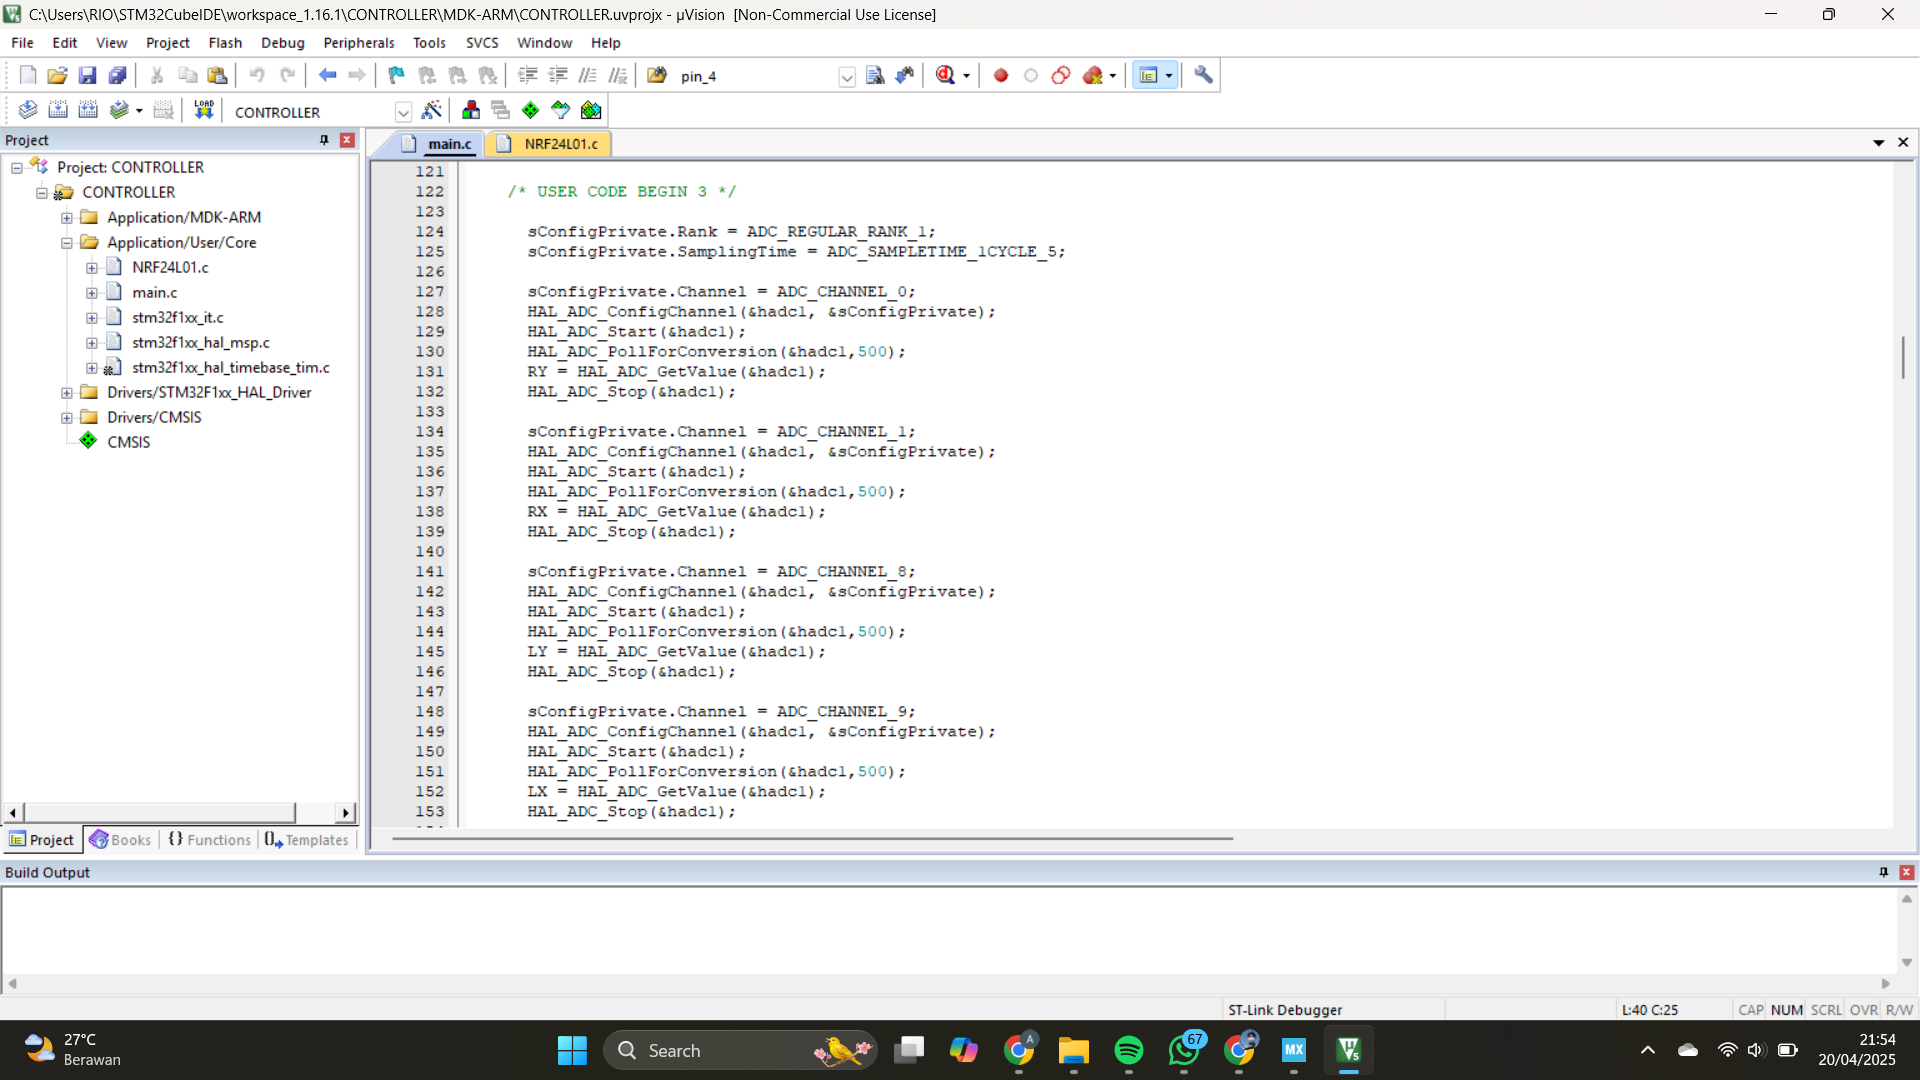 C:\Users\RIO\STM32CubeIDE\workspace_1.16.1\CONTROLLER\MDK-ARM\CONTROLLER.uvprojx - µVision [Non-Commercial Use License]
File Edit View Project Flash Debug Peripherals Tools SVCS Window Help
pin_4
LOAD CONTROLLER
Project
main.c NRF24L01.c
Project: CONTROLLER
CONTROLLER
Application/MDK-ARM
Application/User/Core
NRF24L01.c
main.c
stm32f1xx_it.c
stm32f1xx_hal_msp.c
stm32f1xx_hal_timebase_tim.c
Drivers/STM32F1xx_HAL_Driver
Drivers/CMSIS
CMSIS
Project Books {} Functions Templates
121
122 /* USER CODE BEGIN 3 */
123
124 sConfigPrivate.Rank = ADC_REGULAR_RANK_1;
125 sConfigPrivate.SamplingTime = ADC_SAMPLETIME_1CYCLE_5;
126
127 sConfigPrivate.Channel = ADC_CHANNEL_0;
128 HAL_ADC_ConfigChannel(&hadc1, &sConfigPrivate);
129 HAL_ADC_Start(&hadc1);
130 HAL_ADC_PollForConversion(&hadc1,500);
131 RY = HAL_ADC_GetValue(&hadc1);
132 HAL_ADC_Stop(&hadc1);
133
134 sConfigPrivate.Channel = ADC_CHANNEL_1;
135 HAL_ADC_ConfigChannel(&hadc1, &sConfigPrivate);
136 HAL_ADC_Start(&hadc1);
137 HAL_ADC_PollForConversion(&hadc1,500);
138 RX = HAL_ADC_GetValue(&hadc1);
139 HAL_ADC_Stop(&hadc1);
140
141 sConfigPrivate.Channel = ADC_CHANNEL_8;
142 HAL_ADC_ConfigChannel(&hadc1, &sConfigPrivate);
143 HAL_ADC_Start(&hadc1);
144 HAL_ADC_PollForConversion(&hadc1,500);
145 LY = HAL_ADC_GetValue(&hadc1);
146 HAL_ADC_Stop(&hadc1);
147
148 sConfigPrivate.Channel = ADC_CHANNEL_9;
149 HAL_ADC_ConfigChannel(&hadc1, &sConfigPrivate);
150 HAL_ADC_Start(&hadc1);
151 HAL_ADC_PollForConversion(&hadc1,500);
152 LX = HAL_ADC_GetValue(&hadc1);
153 HAL_ADC_Stop(&hadc1);
Build Output
ST-Link Debugger L:40 C:25 CAP NUM SCRL OVR R/W
27°C
Berawan
Search
A
67
MX
21:54
20/04/2025